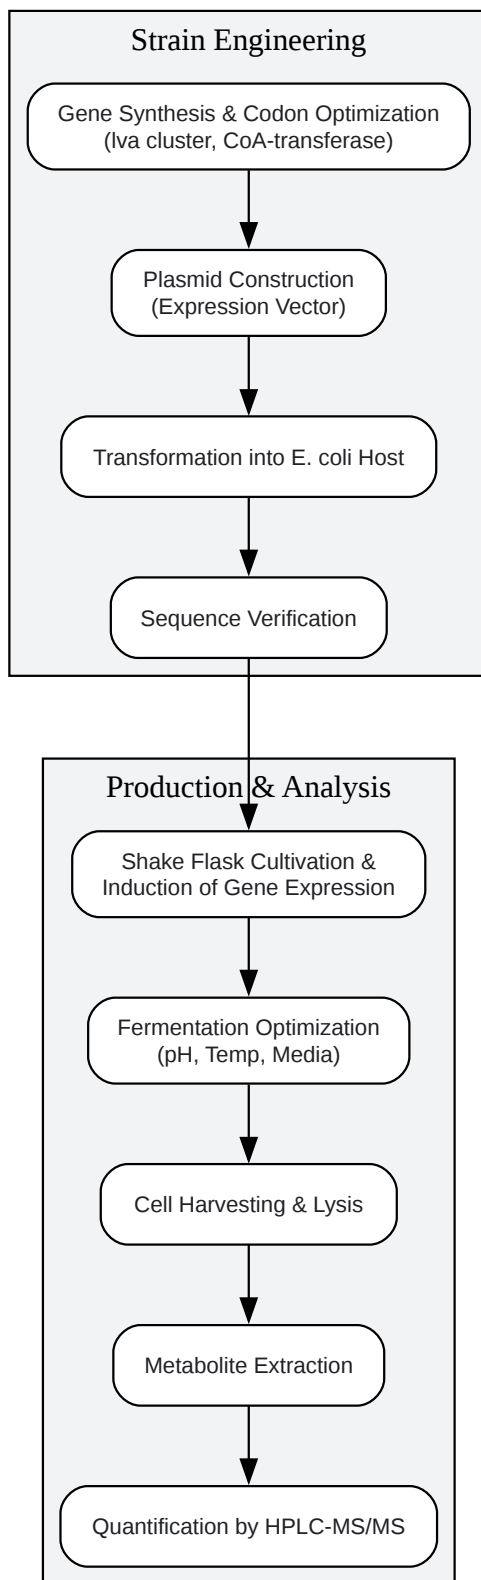 Strain Engineering
Gene Synthesis & Codon Optimization
(lva cluster, CoA-transferase)
Plasmid Construction
(Expression Vector)
Transformation into E. coli Host
Sequence Verification
Production & Analysis
Shake Flask Cultivation &
Induction of Gene Expression
Fermentation Optimization
(pH, Temp, Media)
Cell Harvesting & Lysis
Metabolite Extraction
Quantification by HPLC-MS/MS